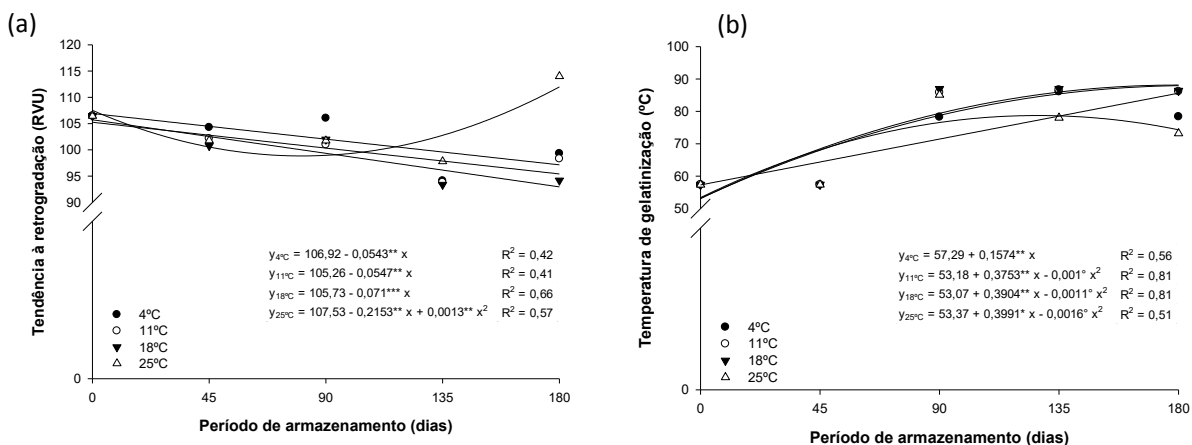 (a)
Tendência à retrogradação (RVU)
120
115
110
105
100
95
90
0
y4ºC = 106,92 - 0,0543** x R² = 0,42
y11ºC = 105,26 - 0,0547** x R² = 0,41
y18ºC = 105,73 - 0,071*** x R² = 0,66
y25ºC = 107,53 - 0,2153** x + 0,0013** x² R² = 0,57
4ºC
11ºC
18ºC
25ºC
0 45 90 135 180
Período de armazenamento (dias)
(b)
Temperatura de gelatinização (ºC)
100
90
80
70
60
50
0
y4ºC = 57,29 + 0,1574** x R² = 0,56
y11ºC = 53,18 + 0,3753** x - 0,001° x² R² = 0,81
y18ºC = 53,07 + 0,3904** x - 0,0011° x² R² = 0,81
y25ºC = 53,37 + 0,3991* x - 0,0016° x² R² = 0,51
4ºC
11ºC
18ºC
25ºC
0 45 90 135 180
Período de armazenamento (dias)